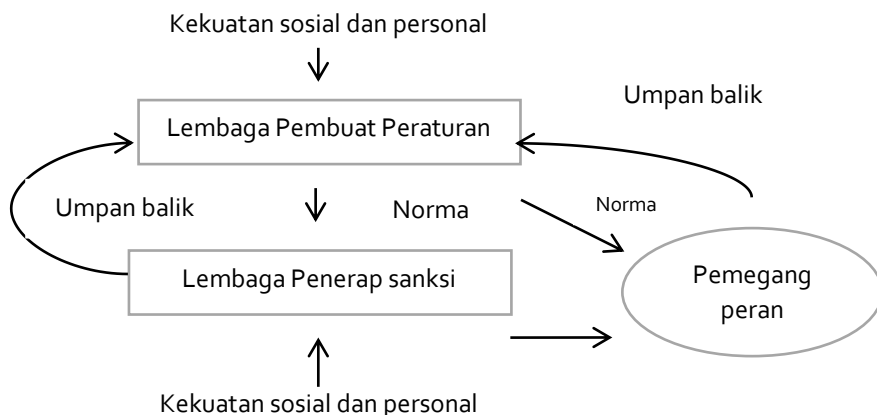 Kekuatan sosial dan personal
Umpan balik
Lembaga Pembuat Peraturan
Umpan balik
Norma
Norma
Lembaga Penerap sanksi
Pemegang
peran
Kekuatan sosial dan personal